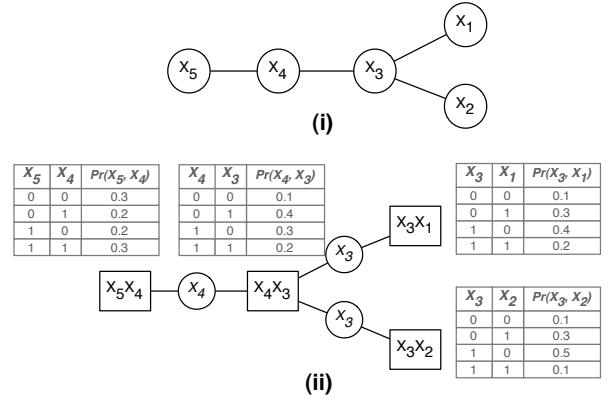 X1
X5 X4 X3
X2
(i)
X5 X4 Pr(X5, X4)
0 0 0.3
0 1 0.2
1 0 0.2
1 1 0.3
X4 X3 Pr(X4, X3)
0 0 0.1
0 1 0.4
1 0 0.3
1 1 0.2
X3 X1 Pr(X3, X1)
0 0 0.1
0 1 0.3
1 0 0.4
1 1 0.2
X3 X3X1
X5X4 X4 X4X3
X3 X3X2
X3 X2 Pr(X3, X2)
0 0 0.1
0 1 0.3
1 0 0.5
1 1 0.1
(ii)